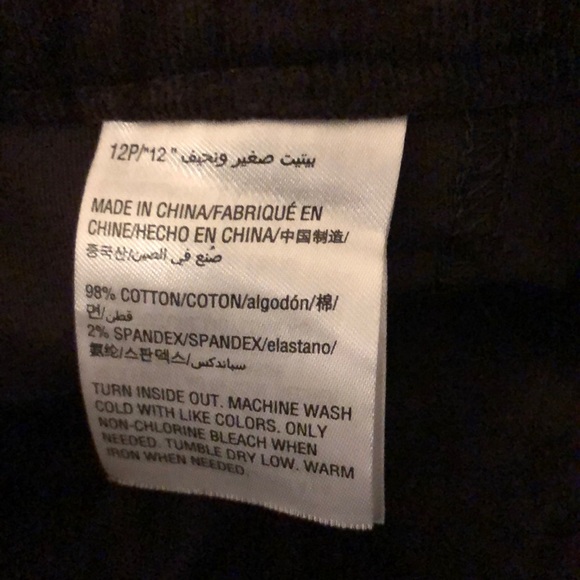 12P/"12 " بيتيت صغير ونحيف
MADE IN CHINA/FABRIQUÉ EN
CHINE/HECHO EN CHINA/中国制造/
중국산/صُنع في الصين
98% COTTON/COTON/algodón/棉/
면/قطن
2% SPANDEX/SPANDEX/elastano/
氨纶/스판덱스/سباندكس
TURN INSIDE OUT. MACHINE WASH
COLD WITH LIKE COLORS. ONLY
NON-CHLORINE BLEACH WHEN
NEEDED. TUMBLE DRY LOW. WARM
IRON WHEN NEEDED.